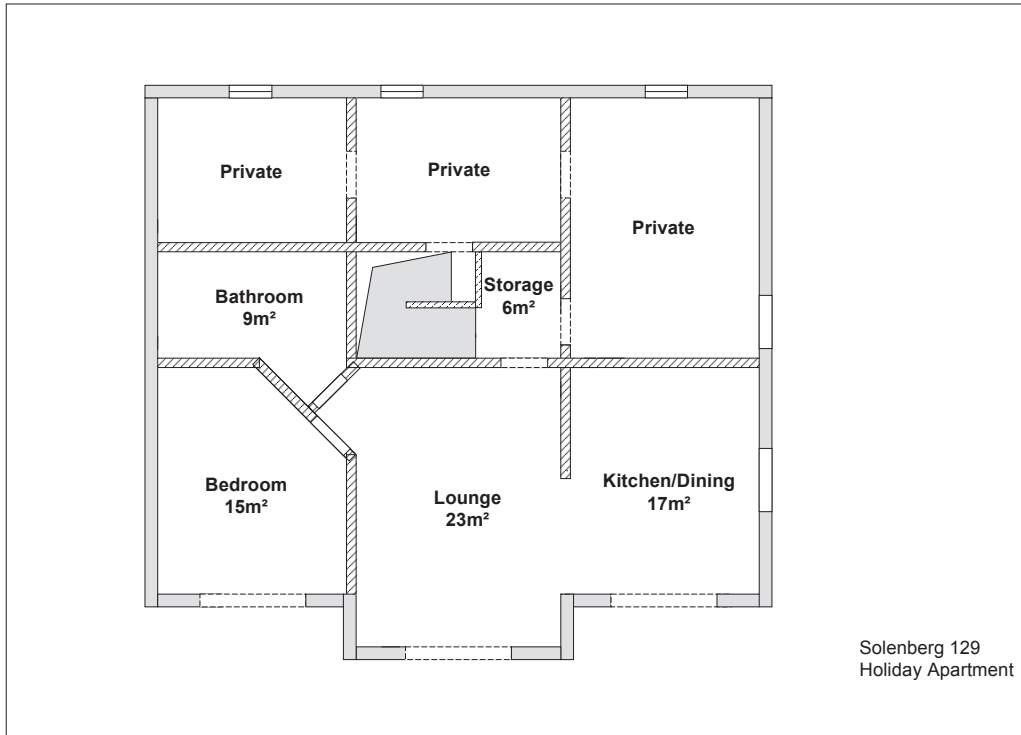 Private
Private
Private
Bathroom
9m²
Storage
6m²
Bedroom
15m²
Lounge
23m²
Kitchen/Dining
17m²
Solenberg 129
Holiday Apartment